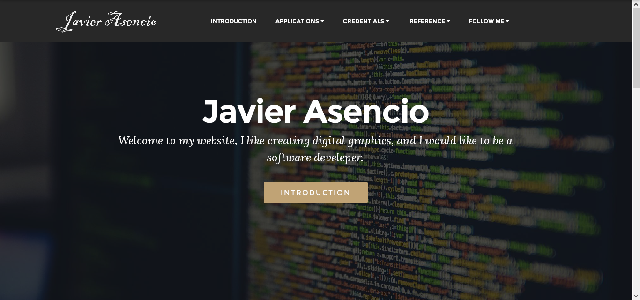 Javier Asencio
INTRODUCTION
APPLICATIONS
CREDENTIALS
REFERENCE
FOLLOW ME
Javier Asencio
Welcome to my website, I like creating digital graphics, and I would like to be a
software developer.
INTRODUCTION